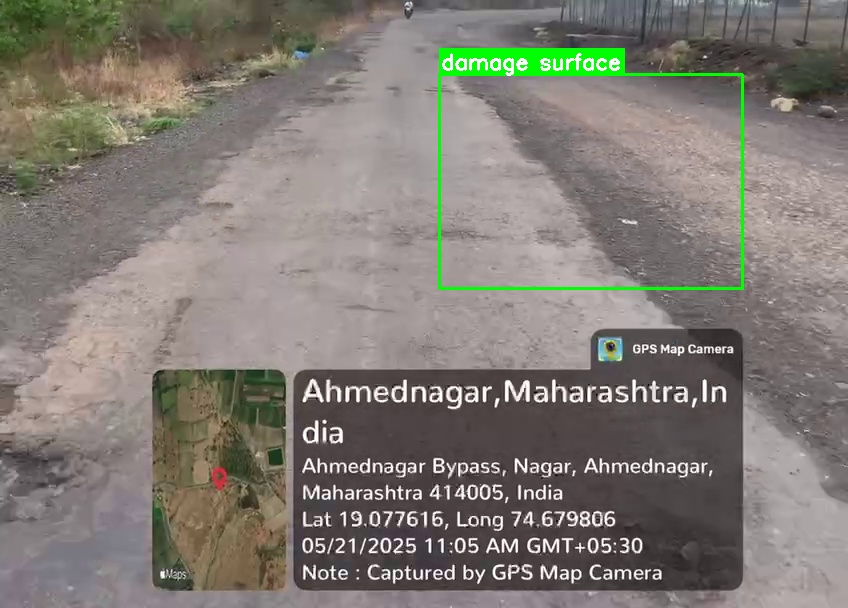 damage surface
GPS Map Camera
Ahmednagar,Maharashtra,In
dia
Ahmednagar Bypass, Nagar, Ahmednagar,
Maharashtra 414005, India
Lat 19.077616, Long 74.679806
05/21/2025 11:05 AM GMT+05:30
Note : Captured by GPS Map Camera
Maps